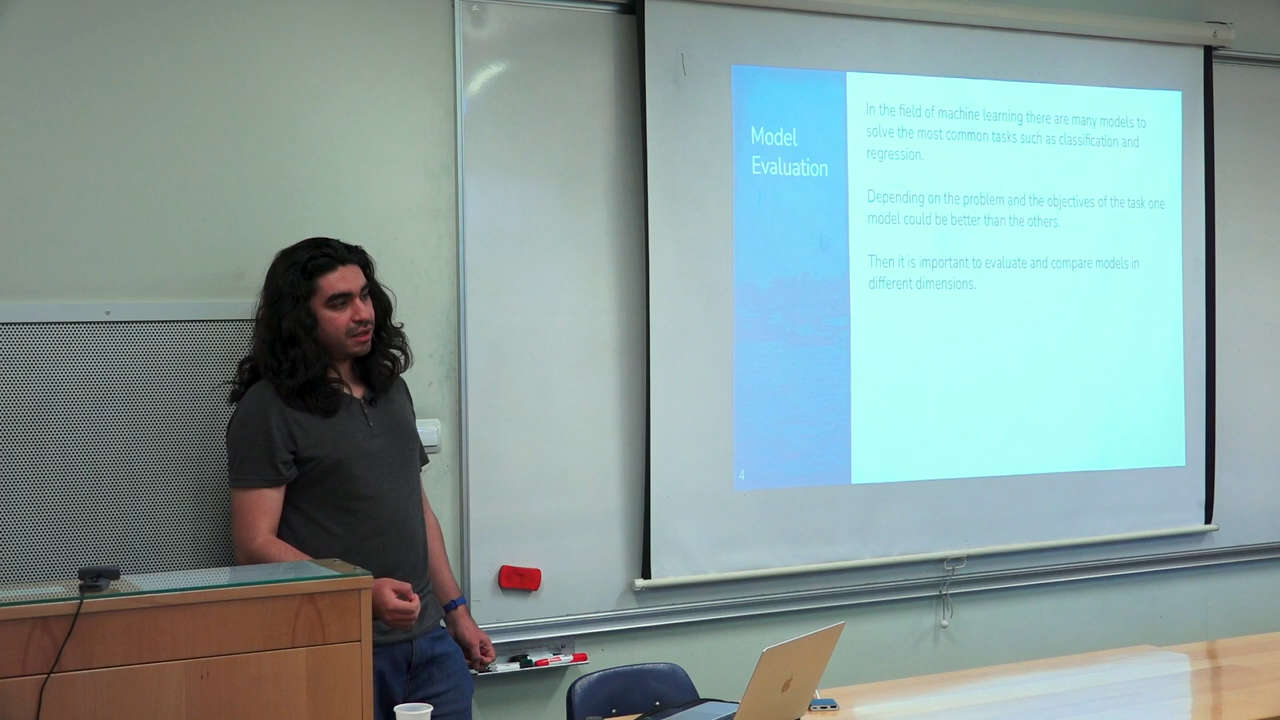 Model
Evaluation
In the field of machine learning there are many models to
solve the most common tasks such as classification and
regression.
Depending on the problem and the objectives of the task one
model could be better than the others.
Then it is important to evaluate and compare models in
different dimensions.
4